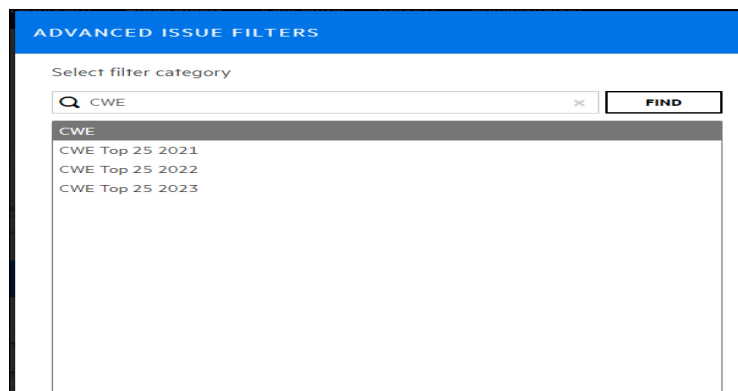 ADVANCED ISSUE FILTERS
Select filter category
CWE × FIND
CWE
CWE Top 25 2021
CWE Top 25 2022
CWE Top 25 2023